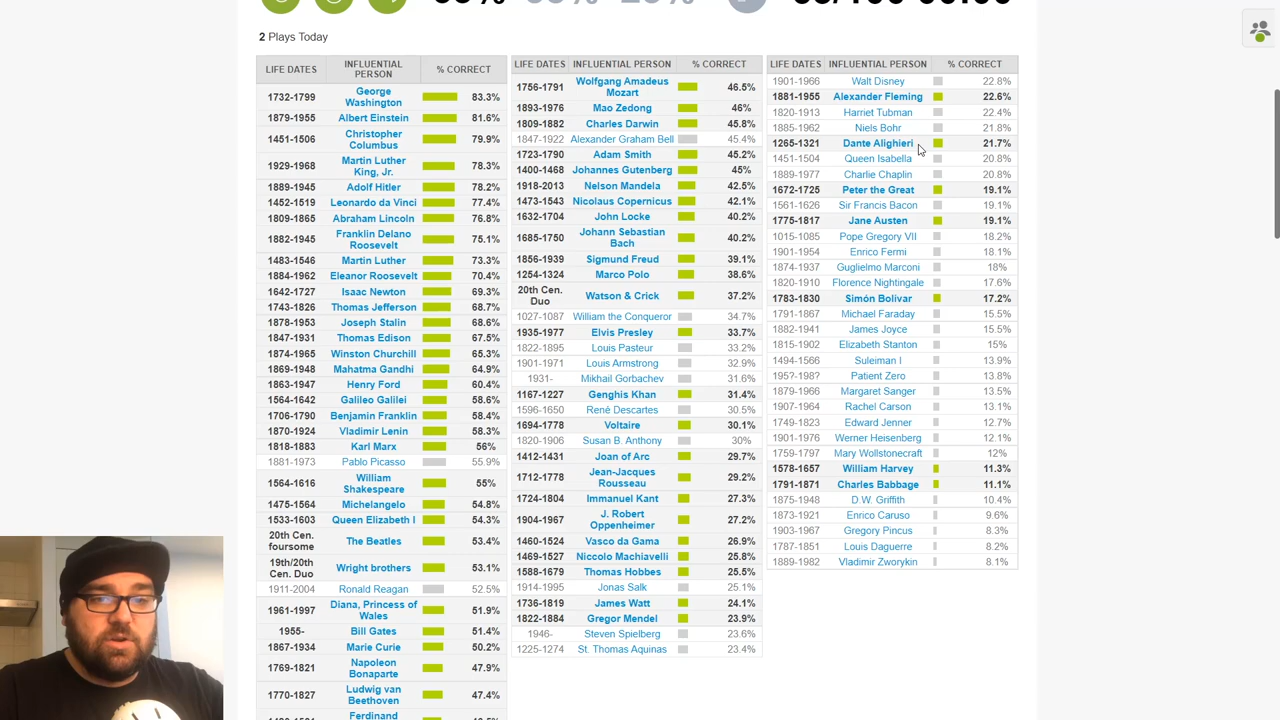 2 Plays Today
LIFE DATES INFLUENTIAL PERSON % CORRECT
1732-1799 George Washington 83.3%
1879-1955 Albert Einstein 81.6%
1451-1506 Christopher Columbus 79.9%
1929-1968 Martin Luther King, Jr. 78.3%
1889-1945 Adolf Hitler 78.2%
1452-1519 Leonardo da Vinci 77.4%
1809-1865 Abraham Lincoln 76.8%
1882-1945 Franklin Delano Roosevelt 75.1%
1483-1546 Martin Luther 73.3%
1884-1962 Eleanor Roosevelt 70.4%
1642-1727 Isaac Newton 69.3%
1743-1826 Thomas Jefferson 68.7%
1878-1953 Joseph Stalin 68.6%
1847-1931 Thomas Edison 67.5%
1874-1965 Winston Churchill 65.3%
1869-1948 Mahatma Gandhi 64.9%
1863-1947 Henry Ford 60.4%
1564-1642 Galileo Galilei 58.6%
1706-1790 Benjamin Franklin 58.4%
1870-1924 Vladimir Lenin 58.3%
1818-1883 Karl Marx 56%
1881-1973 Pablo Picasso 55.9%
1564-1616 William Shakespeare 55%
1475-1564 Michelangelo 54.8%
1533-1603 Queen Elizabeth I 54.3%
20th Cen. foursome The Beatles 53.4%
19th/20th Cen. Duo Wright brothers 53.1%
1911-2004 Ronald Reagan 52.5%
1961-1997 Diana, Princess of Wales 51.9%
1955- Bill Gates 51.4%
1867-1934 Marie Curie 50.2%
1769-1821 Napoleon Bonaparte 47.9%
1770-1827 Ludwig van Beethoven 47.4%
Ferdinand
LIFE DATES INFLUENTIAL PERSON % CORRECT
1756-1791 Wolfgang Amadeus Mozart 46.5%
1893-1976 Mao Zedong 46%
1809-1882 Charles Darwin 45.8%
1847-1922 Alexander Graham Bell 45.4%
1723-1790 Adam Smith 45.2%
1400-1468 Johannes Gutenberg 45%
1918-2013 Nelson Mandela 42.5%
1473-1543 Nicolaus Copernicus 42.1%
1632-1704 John Locke 40.2%
1685-1750 Johann Sebastian Bach 40.2%
1856-1939 Sigmund Freud 39.1%
1254-1324 Marco Polo 38.6%
20th Cen. Duo Watson & Crick 37.2%
1027-1087 William the Conqueror 34.7%
1935-1977 Elvis Presley 33.7%
1822-1895 Louis Pasteur 33.2%
1901-1971 Louis Armstrong 32.9%
1931- Mikhail Gorbachev 31.6%
1167-1227 Genghis Khan 31.4%
1596-1650 René Descartes 30.5%
1694-1778 Voltaire 30.1%
1820-1906 Susan B. Anthony 30%
1412-1431 Joan of Arc 29.7%
1712-1778 Jean-Jacques Rousseau 29.2%
1724-1804 Immanuel Kant 27.3%
1904-1967 J. Robert Oppenheimer 27.2%
1460-1524 Vasco da Gama 26.9%
1469-1527 Niccolo Machiavelli 25.8%
1588-1679 Thomas Hobbes 25.5%
1914-1995 Jonas Salk 25.1%
1736-1819 James Watt 24.1%
1822-1884 Gregor Mendel 23.9%
1946- Steven Spielberg 23.6%
1225-1274 St. Thomas Aquinas 23.4%
LIFE DATES INFLUENTIAL PERSON % CORRECT
1901-1966 Walt Disney 22.8%
1881-1955 Alexander Fleming 22.6%
1820-1913 Harriet Tubman 22.4%
1885-1962 Niels Bohr 21.8%
1265-1321 Dante Alighieri 21.7%
1451-1504 Queen Isabella 20.8%
1889-1977 Charlie Chaplin 20.8%
1672-1725 Peter the Great 19.1%
1561-1626 Sir Francis Bacon 19.1%
1775-1817 Jane Austen 19.1%
1015-1085 Pope Gregory VII 18.2%
1901-1954 Enrico Fermi 18.1%
1874-1937 Guglielmo Marconi 18%
1820-1910 Florence Nightingale 17.6%
1783-1830 Simón Bolívar 17.2%
1791-1867 Michael Faraday 15.5%
1882-1941 James Joyce 15.5%
1815-1902 Elizabeth Stanton 15%
1494-1566 Suleiman I 13.9%
195?-198? Patient Zero 13.8%
1879-1966 Margaret Sanger 13.5%
1907-1964 Rachel Carson 13.1%
1749-1823 Edward Jenner 12.7%
1901-1976 Werner Heisenberg 12.1%
1759-1797 Mary Wollstonecraft 12%
1578-1657 William Harvey 11.3%
1791-1871 Charles Babbage 11.1%
1875-1948 D.W. Griffith 10.4%
1873-1921 Enrico Caruso 9.6%
1903-1967 Gregory Pincus 8.3%
1787-1851 Louis Daguerre 8.2%
1889-1982 Vladimir Zworykin 8.1%